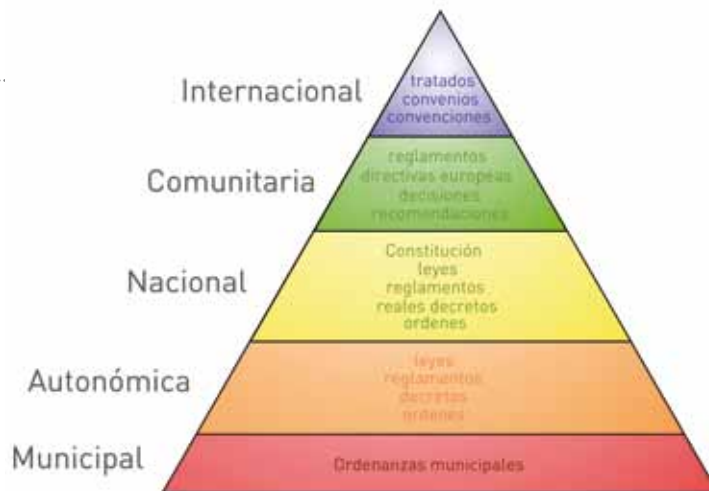 Internacional
tratados
convenios
convenciones
Comunitaria
reglamentos
directivas européas
decisiones
recomendaciones
Nacional
Constitución
leyes
reglamentos
reales decretos
ordenes
Autonómica
leyes
reglamentos
decretos
ordenes
Municipal
Ordenanzas municipales